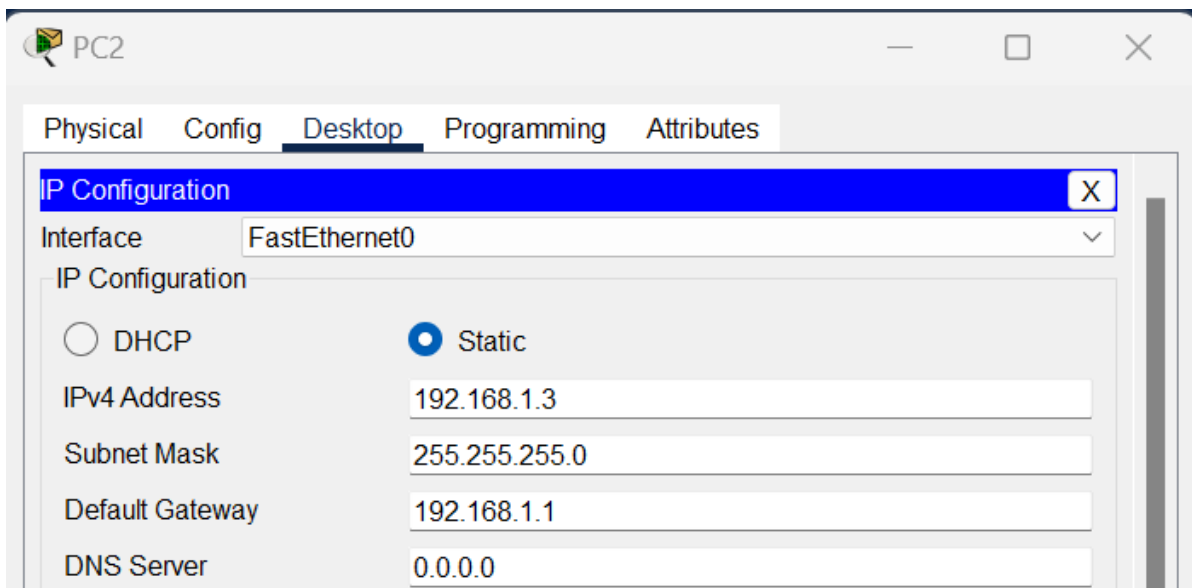 PC2
Physical Config Desktop Programming Attributes
IP Configuration X
Interface FastEthernet0
IP Configuration
DHCP Static
IPv4 Address 192.168.1.3
Subnet Mask 255.255.255.0
Default Gateway 192.168.1.1
DNS Server 0.0.0.0